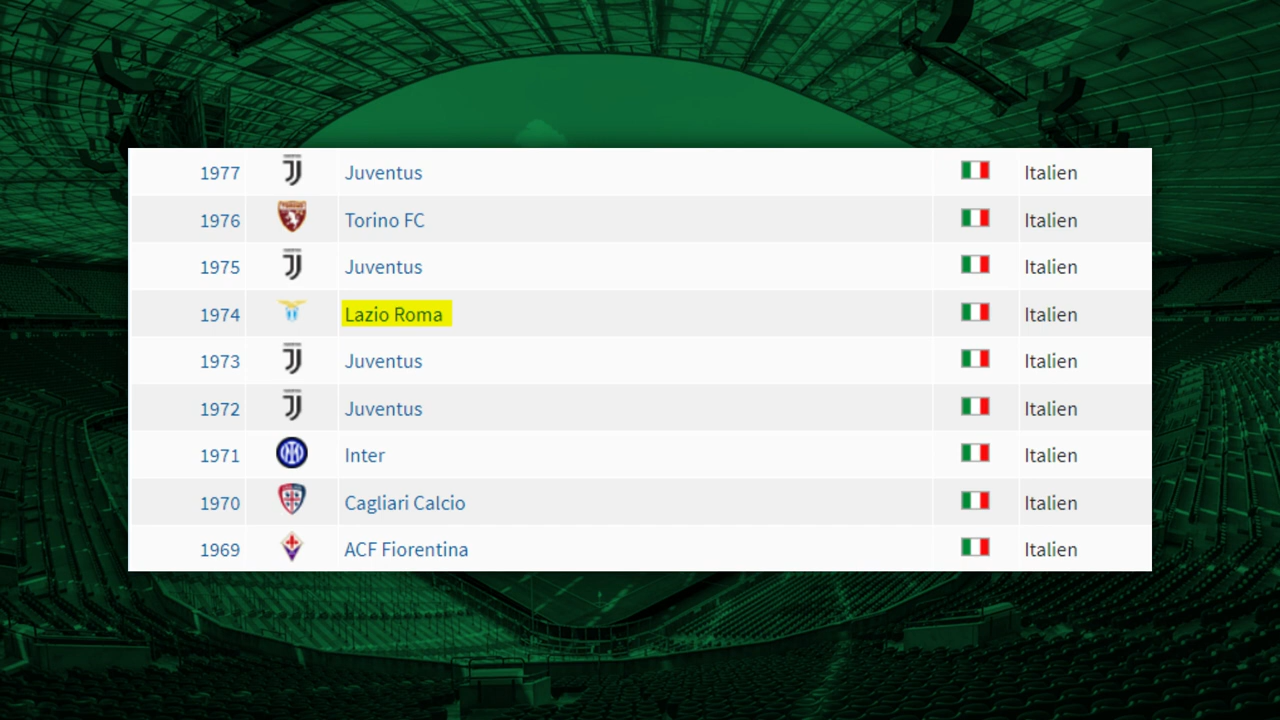 1977 Juventus Italien
1976 Torino FC Italien
1975 Juventus Italien
1974 Lazio Roma Italien
1973 Juventus Italien
1972 Juventus Italien
1971 Inter Italien
1970 Cagliari Calcio Italien
1969 ACF Fiorentina Italien